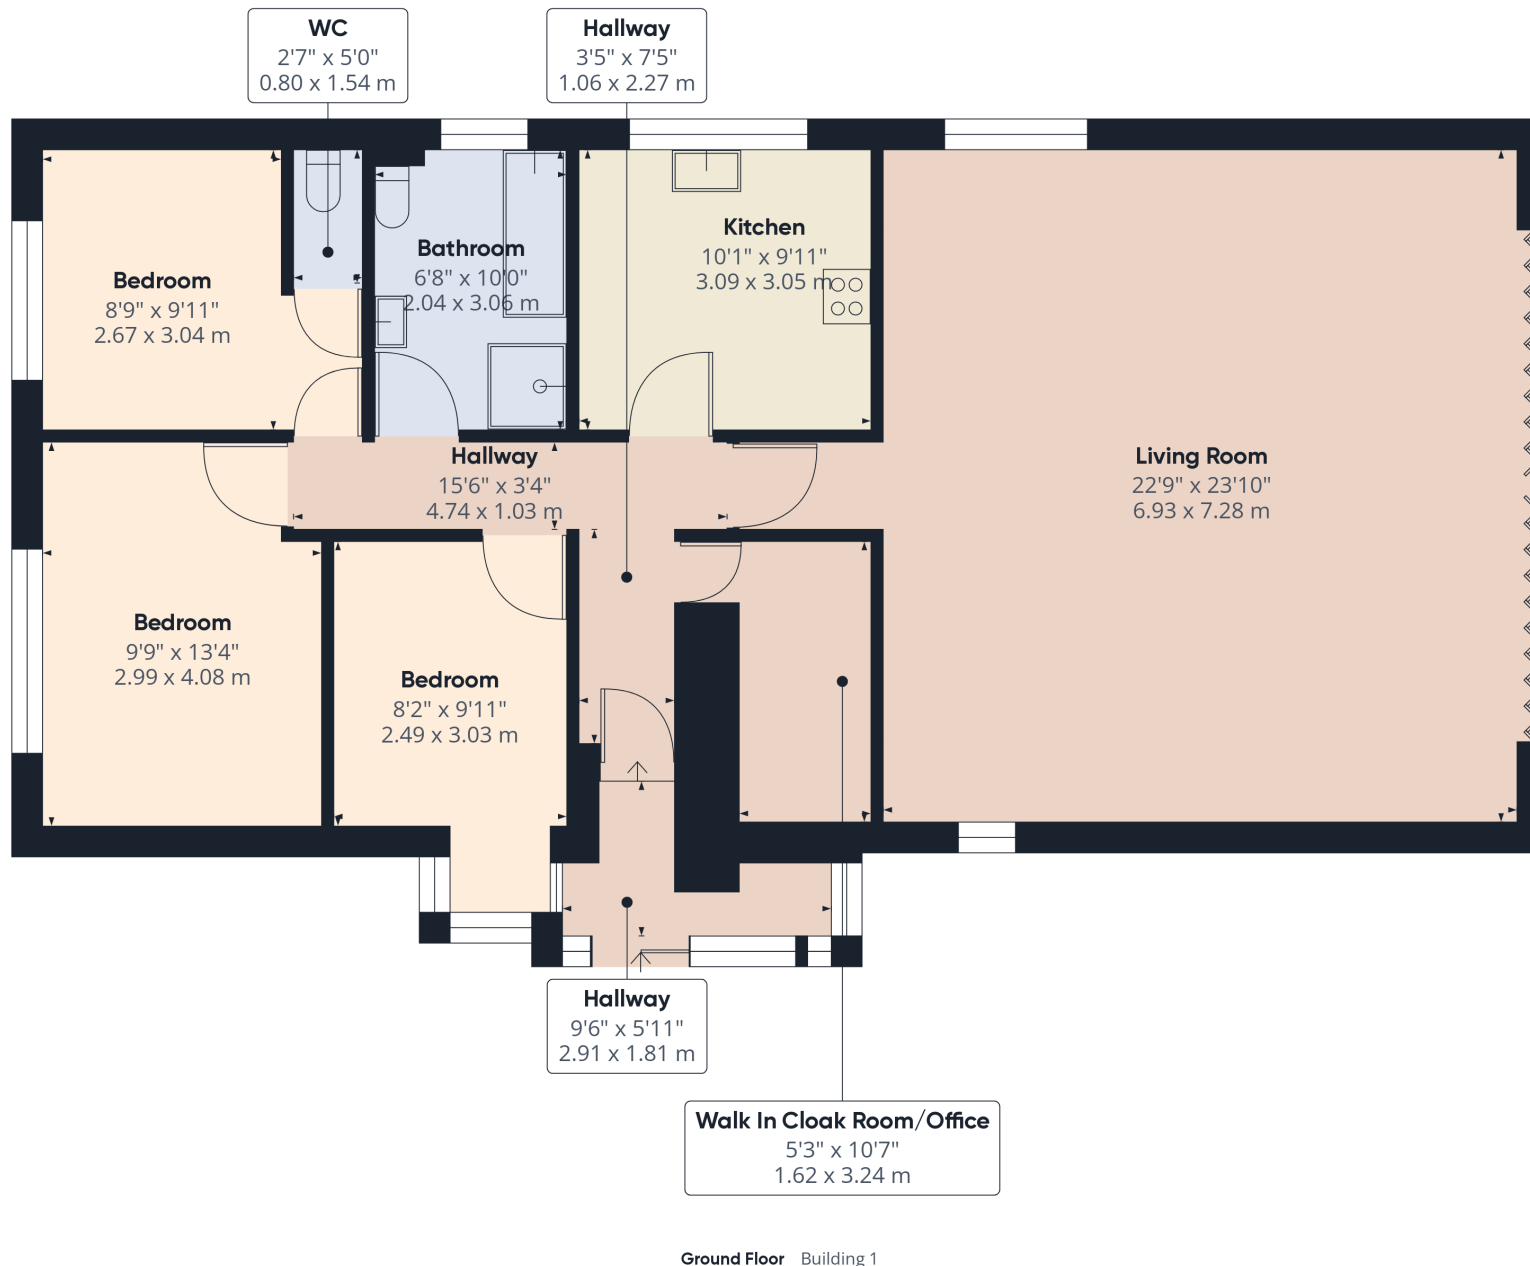 WC
2'7" x 5'0"
0.80 x 1.54 m
Hallway
3'5" x 7'5"
1.06 x 2.27 m
Bedroom
8'9" x 9'11"
2.67 x 3.04 m
Bathroom
6'8" x 10'0"
2.04 x 3.06 m
Kitchen
10'1" x 9'11"
3.09 x 3.05 m
Hallway
15'6" x 3'4"
4.74 x 1.03 m
Living Room
22'9" x 23'10"
6.93 x 7.28 m
Bedroom
9'9" x 13'4"
2.99 x 4.08 m
Bedroom
8'2" x 9'11"
2.49 x 3.03 m
Hallway
9'6" x 5'11"
2.91 x 1.81 m
Walk In Cloak Room/Office
5'3" x 10'7"
1.62 x 3.24 m
Ground Floor Building 1